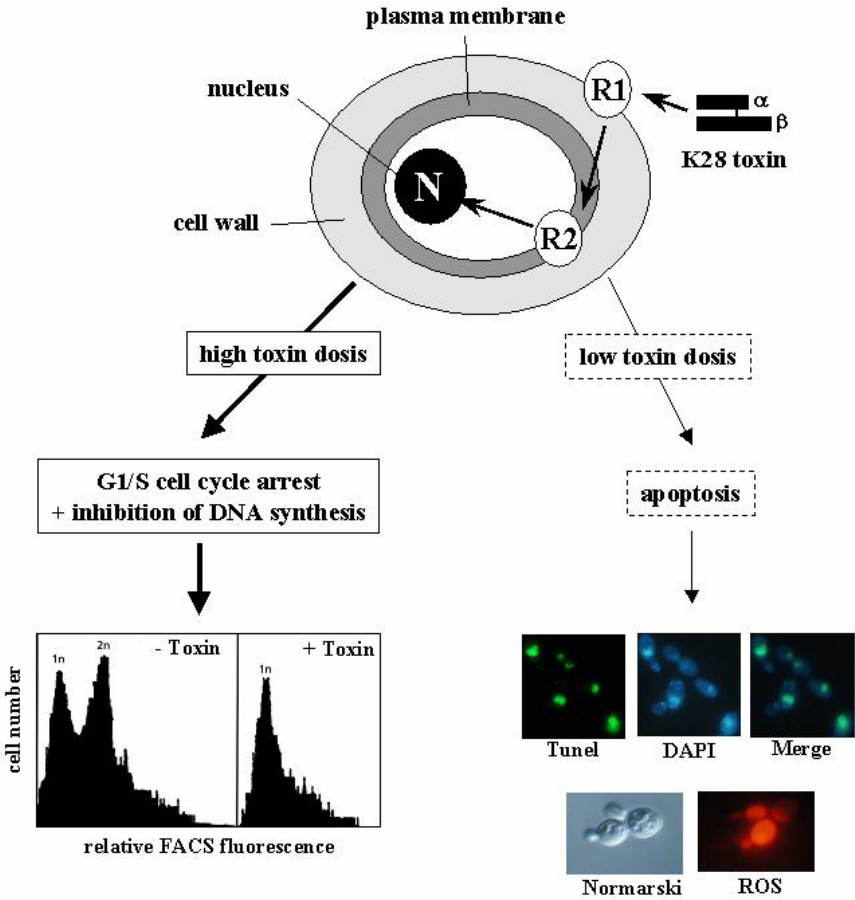 plasma membrane
nucleus
R1
α
β
K28 toxin
N
cell wall
R2
high toxin dosis
low toxin dosis
G1/S cell cycle arrest
+ inhibition of DNA synthesis
apoptosis
1n
2n
- Toxin
1n
+ Toxin
cell number
relative FACS fluorescence
Tunel
DAPI
Merge
Normarski
ROS